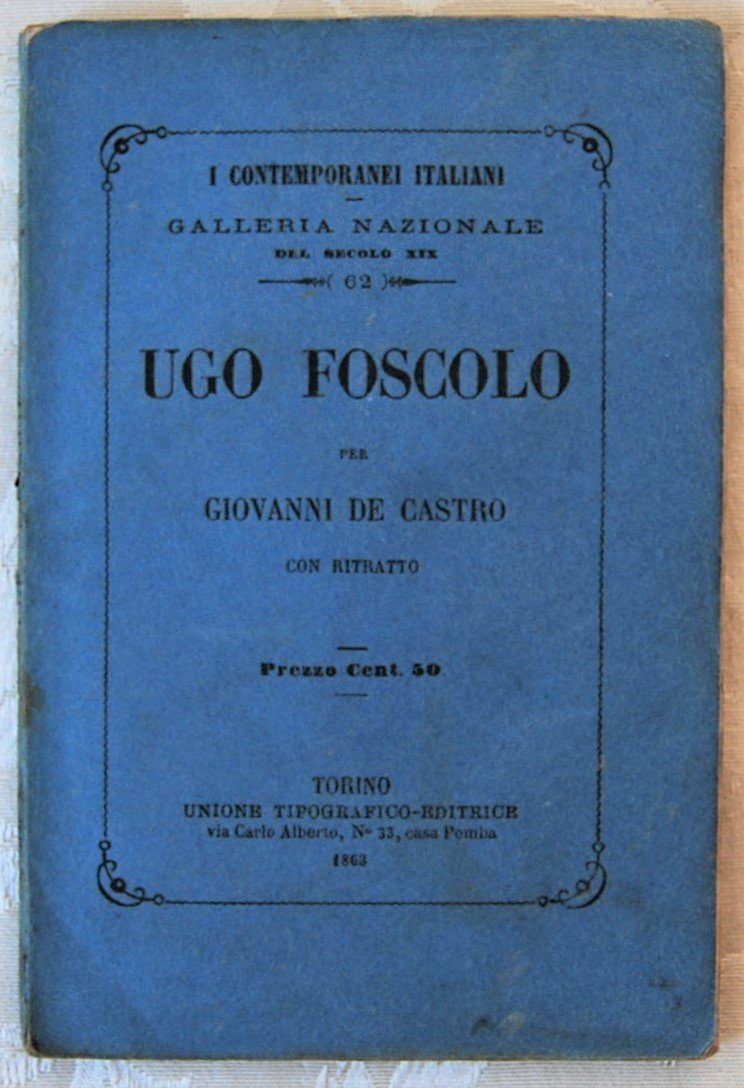 I CONTEMPORANEI ITALIANI
GALLERIA NAZIONALE
DEL SECOLO XIX
( 62 )
UGO FOSCOLO
PER
GIOVANNI DE CASTRO
CON RITRATTO
Prezzo Cent. 50
TORINO
UNIONE TIPOGRAFICO-EDITRICE
via Carlo Alberto, Nº 33, casa Pomba
1863